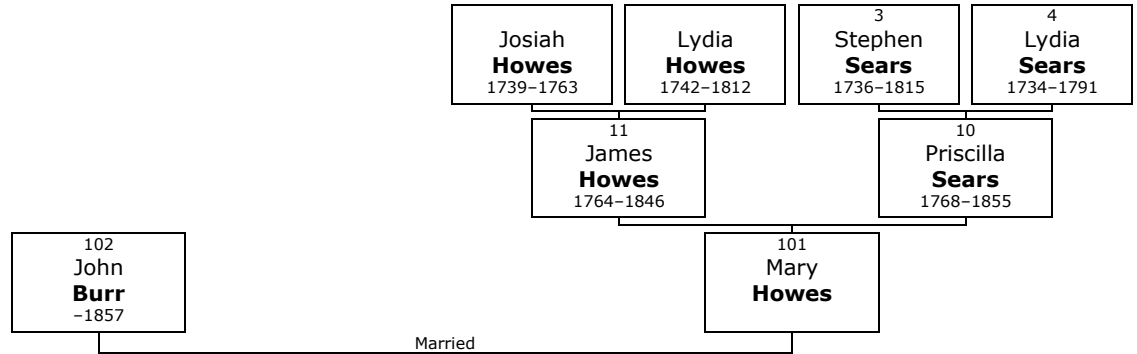 Josiah
Howes
1739–1763
Lydia
Howes
1742–1812
3
Stephen
Sears
1736–1815
4
Lydia
Sears
1734–1791
11
James
Howes
1764–1846
10
Priscilla
Sears
1768–1855
102
John
Burr
–1857
101
Mary
Howes
Married